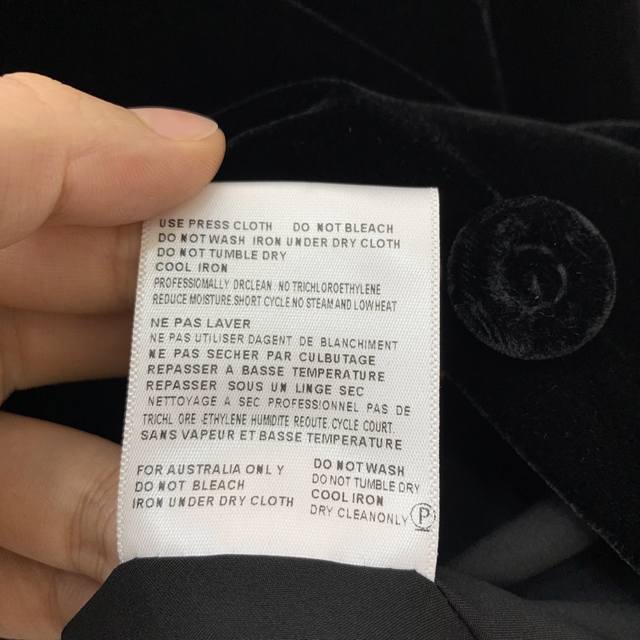 USE PRESS CLOTH DO NOT BLEACH
DO NOT WASH IRON UNDER DRY CLOTH
DO NOT TUMBLE DRY
COOL IRON
PROFESSIONALLY DRCLEAN : NO TRICHLOROETHYLENE
REDUCE MOISTURE.SHORT CYCLE.NO STEAM AND LOW HEAT
NE PAS LAVER
NE PAS UTILISER DAGENT DE BLANCHIMENT
NE PAS SECHER PAR CULBUTAGE
REPASSER A BASSE TEMPERATURE
REPASSER SOUS UN LINGE SEC
NETTOYAGE A SEC PROFESSIONNEL PAS DE
TRICHL ORE -ETHYLENE HUMIDITE REOUTE. CYCLE COURT.
SANS VAPEUR ET BASSE TEMPERATURE
FOR AUSTRALIA ONLY
DO NOT BLEACH
IRON UNDER DRY CLOTH
DO NOT WASH
DO NOT TUMBLE DRY
COOL IRON
DRY CLEAN ONLY P